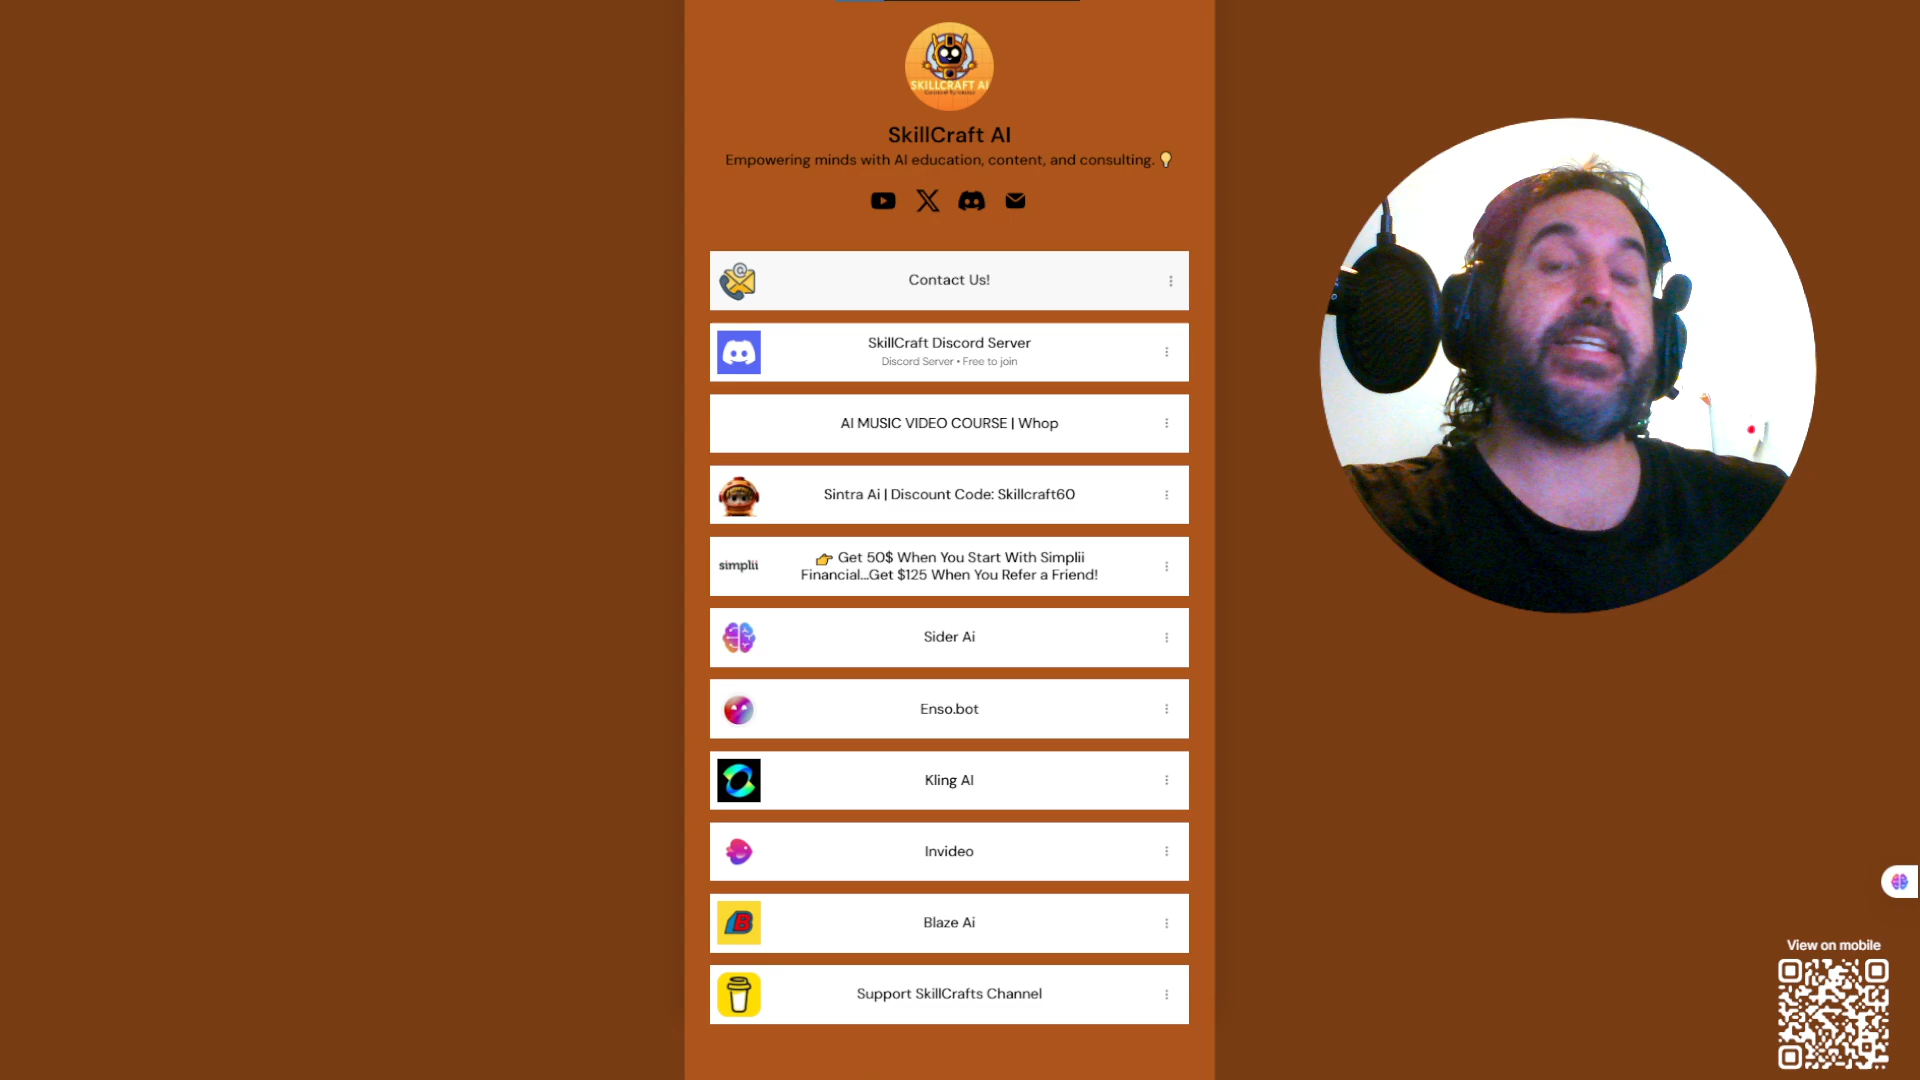 SKILLCRAFT AI
SkillCraft AI
Empowering minds with AI education, content, and consulting.
Contact Us!
SkillCraft Discord Server
Discord Server • Free to join
AI MUSIC VIDEO COURSE | Whop
Sintra Ai | Discount Code: Skillcraft60
simplii
Get 50$ When You Start With Simplii
Financial...Get $125 When You Refer a Friend!
Sider Ai
Enso.bot
Kling AI
Invideo
B
Blaze Ai
Support SkillCrafts Channel
View on mobile